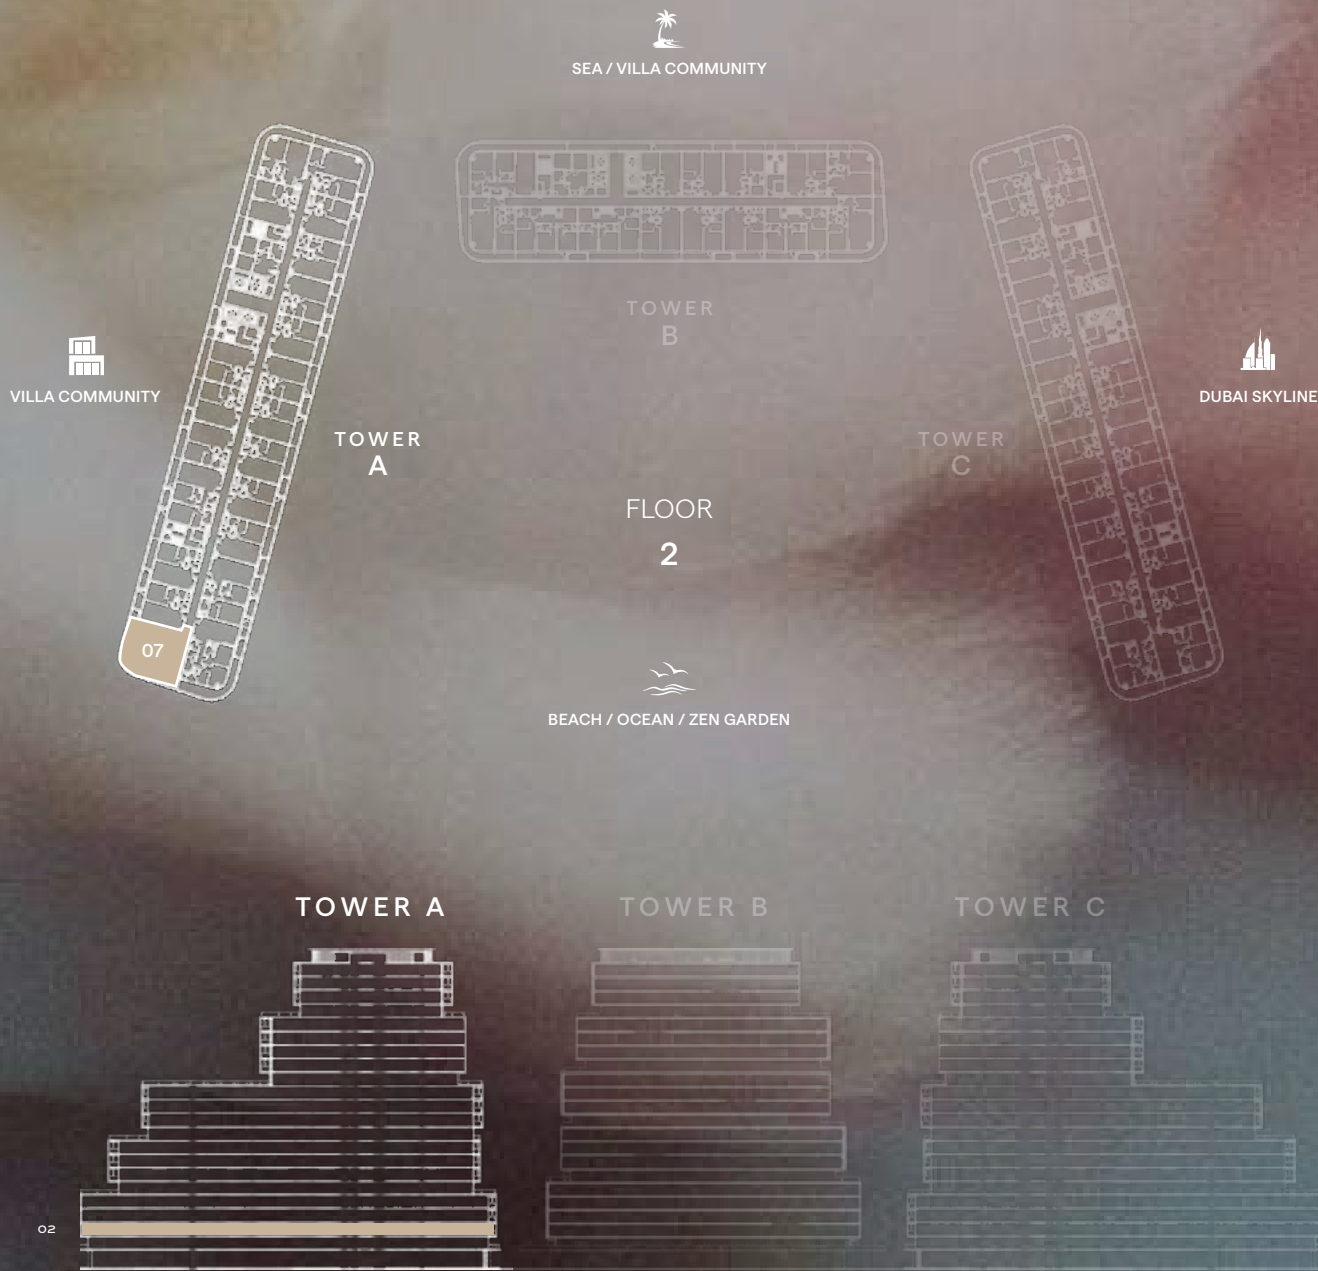 SEA / VILLA COMMUNITY
TOWER
B
VILLA COMMUNITY
DUBAI SKYLINE
TOWER
A
TOWER
C
FLOOR
2
07
BEACH / OCEAN / ZEN GARDEN
TOWER A
TOWER B
TOWER C
02